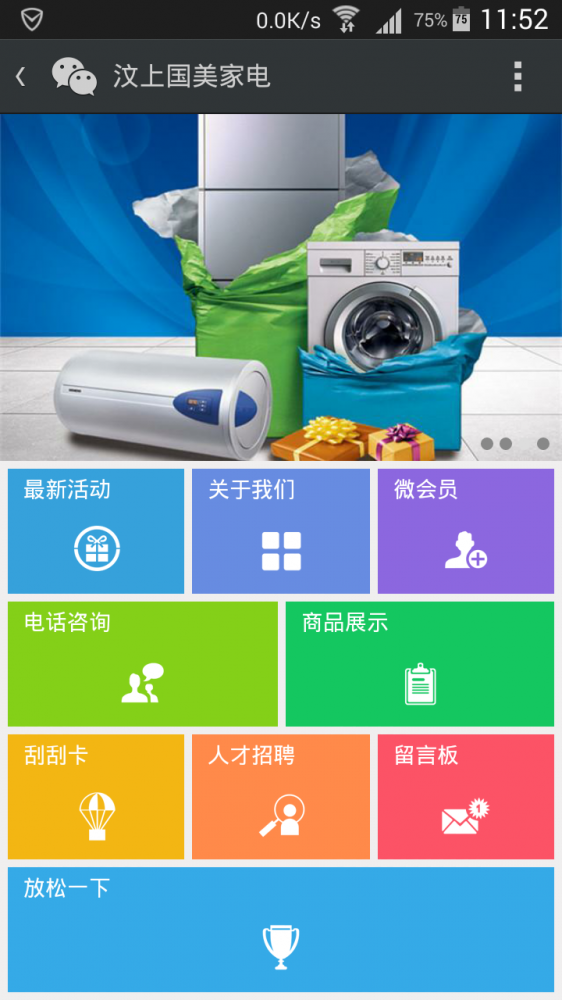 0.0K/s 75% 75 11:52
汶上国美家电
最新活动 关于我们 微会员
电话咨询 商品展示
刮刮卡 人才招聘 留言板
1
放松一下